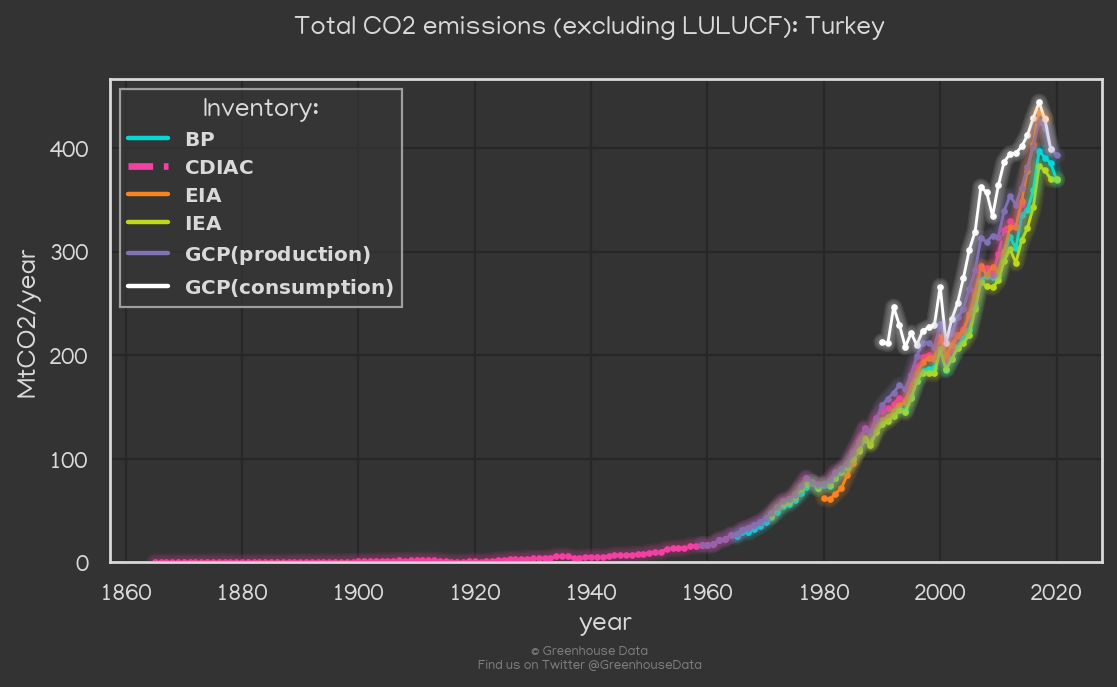 Total CO2 emissions (excluding LULUCF): Turkey
Inventory:
BP
CDIAC
EIA
IEA
GCP(production)
GCP(consumption)
MtCO2/year
400
300
200
100
0
1860 1880 1900 1920 1940 1960 1980 2000 2020
year
© Greenhouse Data
Find us on Twitter @GreenhouseData